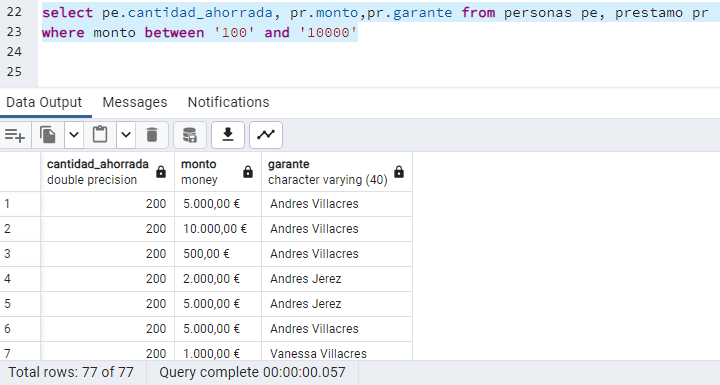 22 select pe.cantidad_ahorrada, pr.monto,pr.garante from personas pe, prestamo pr
23 where monto between '100' and '10000'
24
25
Data Output Messages Notifications
cantidad_ahorrada monto garante
double precision money character varying (40)
1 200 5.000,00 € Andres Villacres
2 200 10.000,00 € Andres Villacres
3 200 500,00 € Andres Villacres
4 200 2.000,00 € Andres Jerez
5 200 5.000,00 € Andres Jerez
6 200 5.000,00 € Andres Villacres
7 200 1.000,00 € Vanessa Villacres
Total rows: 77 of 77 Query complete 00:00:00.057